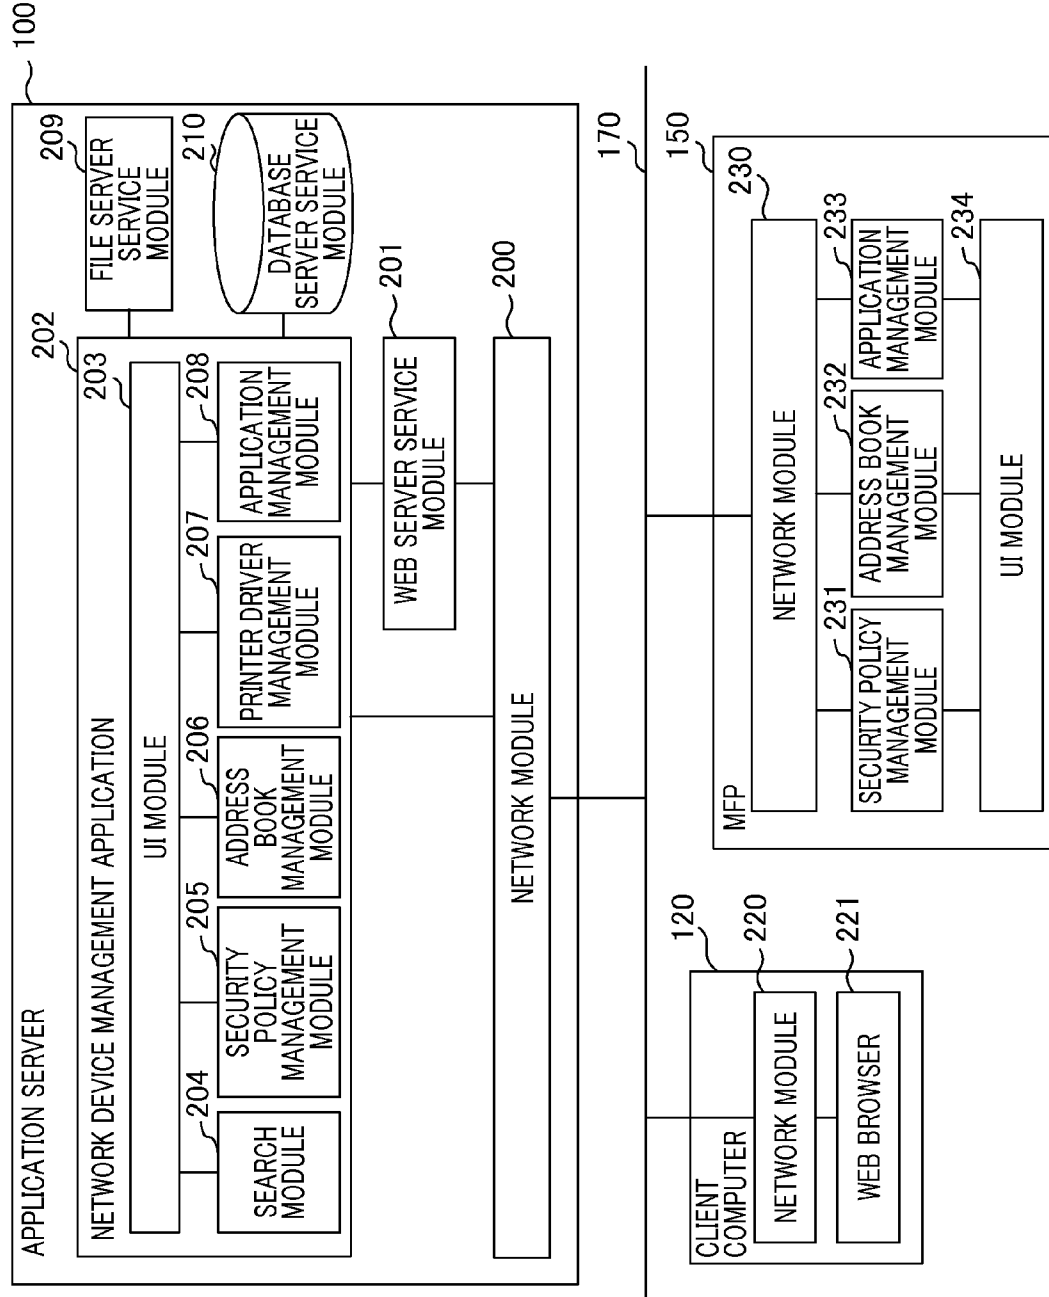 APPLICATION SERVER
100
NETWORK DEVICE MANAGEMENT APPLICATION
202
UI MODULE
203
SEARCH
MODULE
204
SECURITY
POLICY
MANAGEMENT
MODULE
205
ADDRESS
BOOK
MANAGEMENT
MODULE
206
PRINTER DRIVER
MANAGEMENT
MODULE
207
APPLICATION
MANAGEMENT
MODULE
208
FILE SERVER
SERVICE
MODULE
209
DATABASE
SERVER SERVICE
MODULE
210
WEB SERVER SERVICE
MODULE
201
NETWORK MODULE
200
170
CLIENT
COMPUTER
120
NETWORK MODULE
220
WEB BROWSER
221
MFP
150
NETWORK MODULE
230
SECURITY POLICY
MANAGEMENT
MODULE
231
ADDRESS BOOK
MANAGEMENT
MODULE
232
APPLICATION
MANAGEMENT
MODULE
233
UI MODULE
234